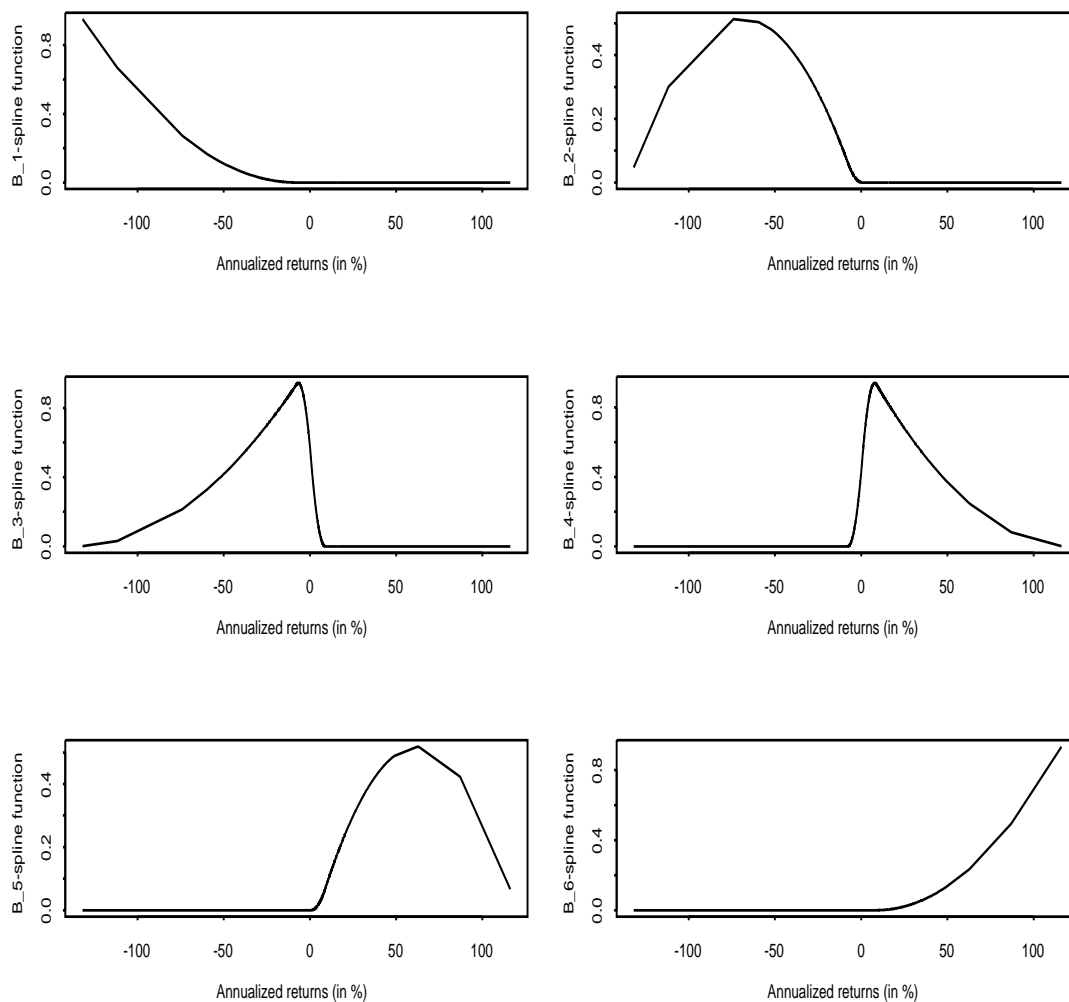 B_1-spline function
0.0 0.4 0.8
-100 -50 0 50 100
Annualized returns (in %)
B_2-spline function
0.0 0.2 0.4
-100 -50 0 50 100
Annualized returns (in %)
B_3-spline function
0.0 0.4 0.8
-100 -50 0 50 100
Annualized returns (in %)
B_4-spline function
0.0 0.4 0.8
-100 -50 0 50 100
Annualized returns (in %)
B_5-spline function
0.0 0.2 0.4
-100 -50 0 50 100
Annualized returns (in %)
B_6-spline function
0.0 0.4 0.8
-100 -50 0 50 100
Annualized returns (in %)